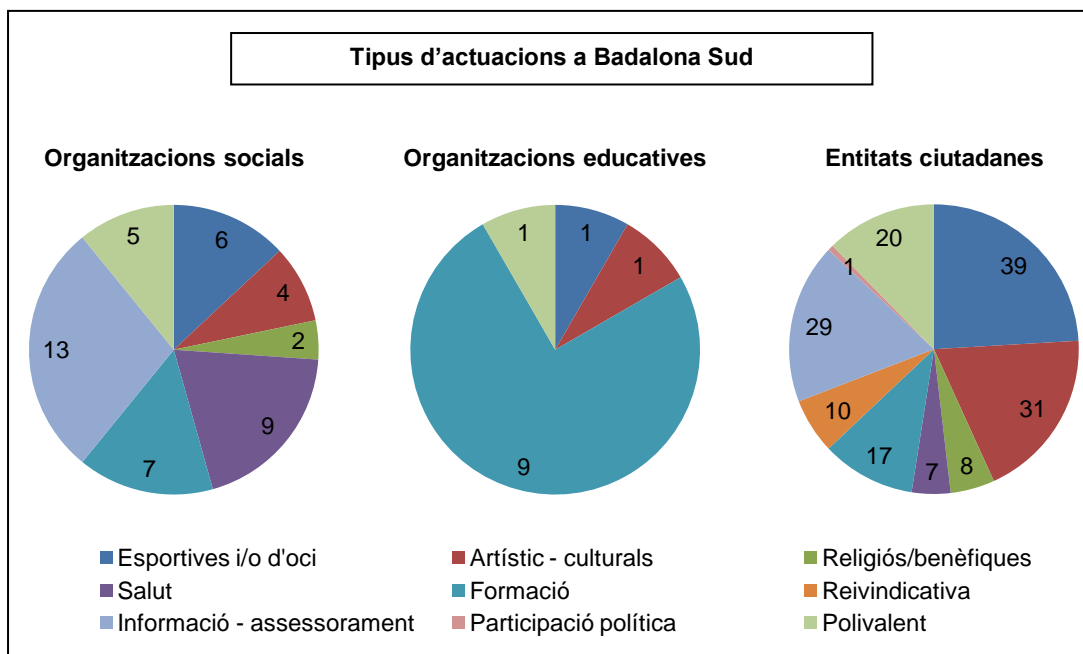 Tipus d’actuacions a Badalona Sud
Organitzacions socials
Organitzacions educatives
Entitats ciutadanes
5
6
4
2
9
7
13
1
1
1
9
20
39
1
29
31
10
17
7
8
Esportives i/o d'oci
Artístic - culturals
Religiós/benèfiques
Salut
Formació
Reivindicativa
Informació - assessorament
Participació política
Polivalent